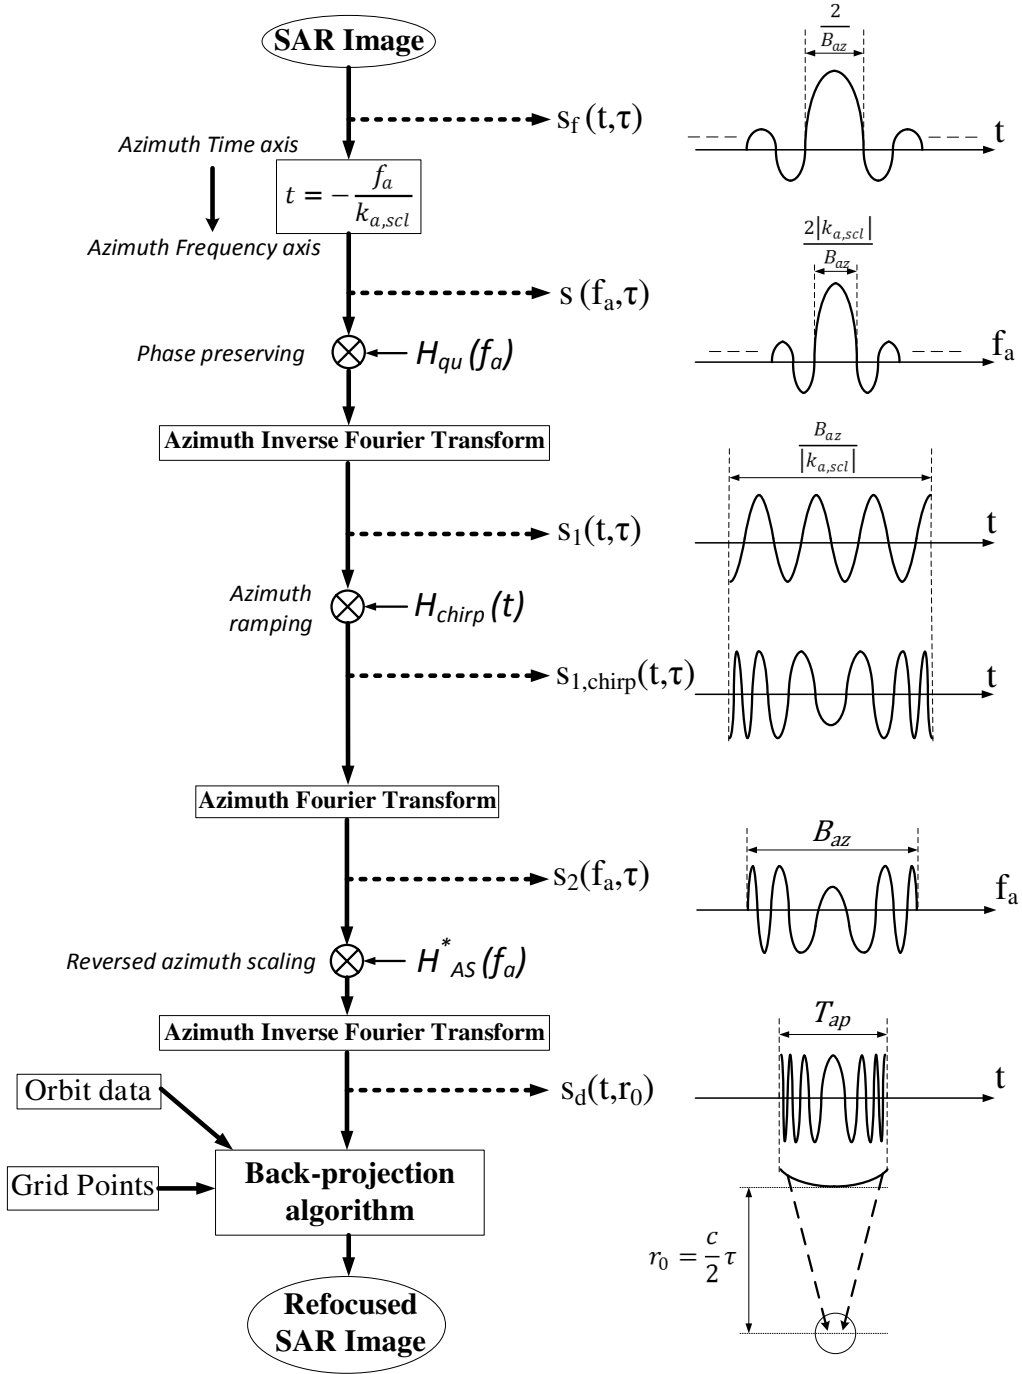 SAR Image
2
B_az
s_f (t,τ)
t
Azimuth Time axis
t = − f_a / k_a,scl
Azimuth Frequency axis
2|k_a,scl|
B_az
s (f_a,τ)
f_a
Phase preserving
H_qu (f_a)
Azimuth Inverse Fourier Transform
B_az
|k_a,scl|
s_1(t,τ)
t
Azimuth
ramping
H_chirp (t)
s_1,chirp(t,τ)
t
Azimuth Fourier Transform
B_az
s_2(f_a,τ)
f_a
Reversed azimuth scaling
H*_AS (f_a)
Azimuth Inverse Fourier Transform
T_ap
Orbit data
s_d(t,r_0)
t
Grid Points
Back-projection
algorithm
r_0 = c/2 τ
Refocused
SAR Image